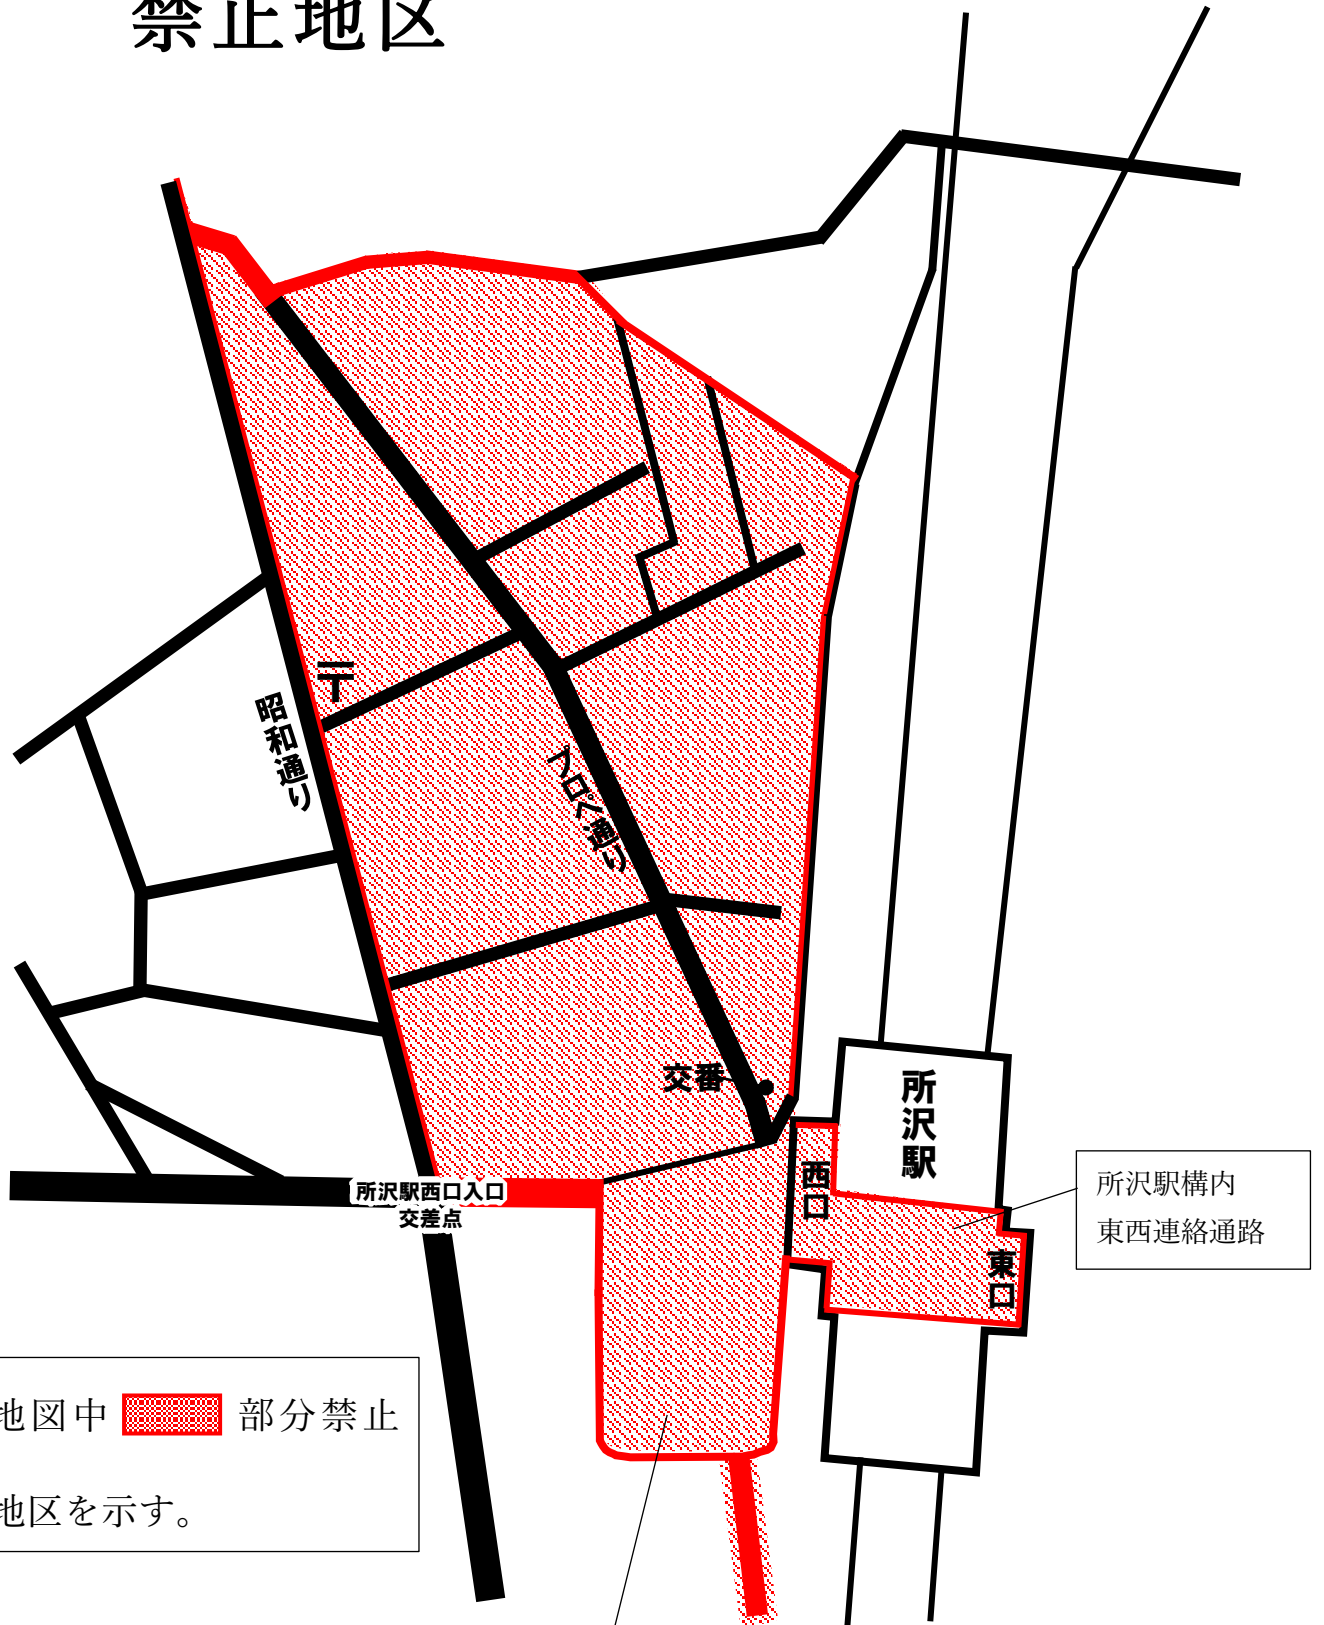 禁止地区
昭和通り
プロペ通り
交番
所沢駅
西口
所沢駅構内
東西連絡通路
所沢駅西口入口
交差点
東口
地図中 部分禁止
地区を示す。